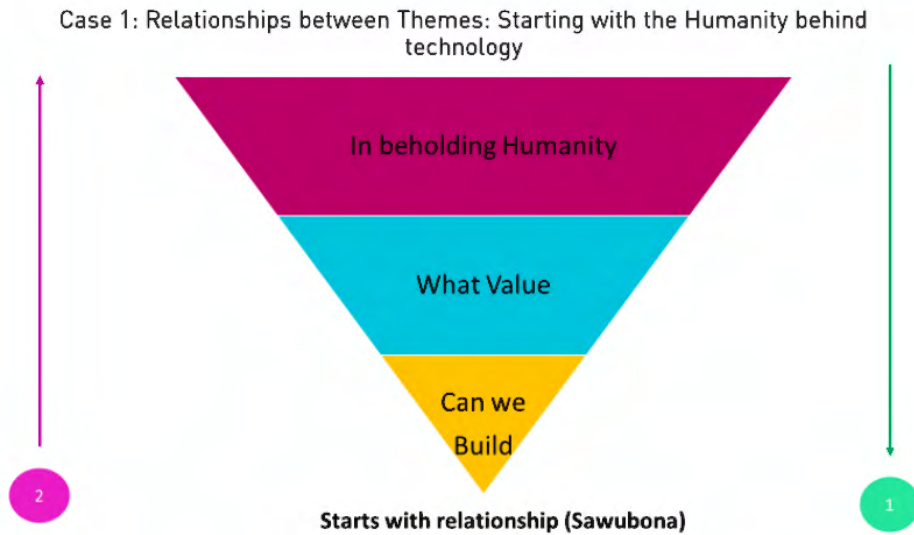 Case 1: Relationships between Themes: Starting with the Humanity behind
technology
In beholding Humanity
What Value
Can we
Build
2
1
Starts with relationship (Sawubona)